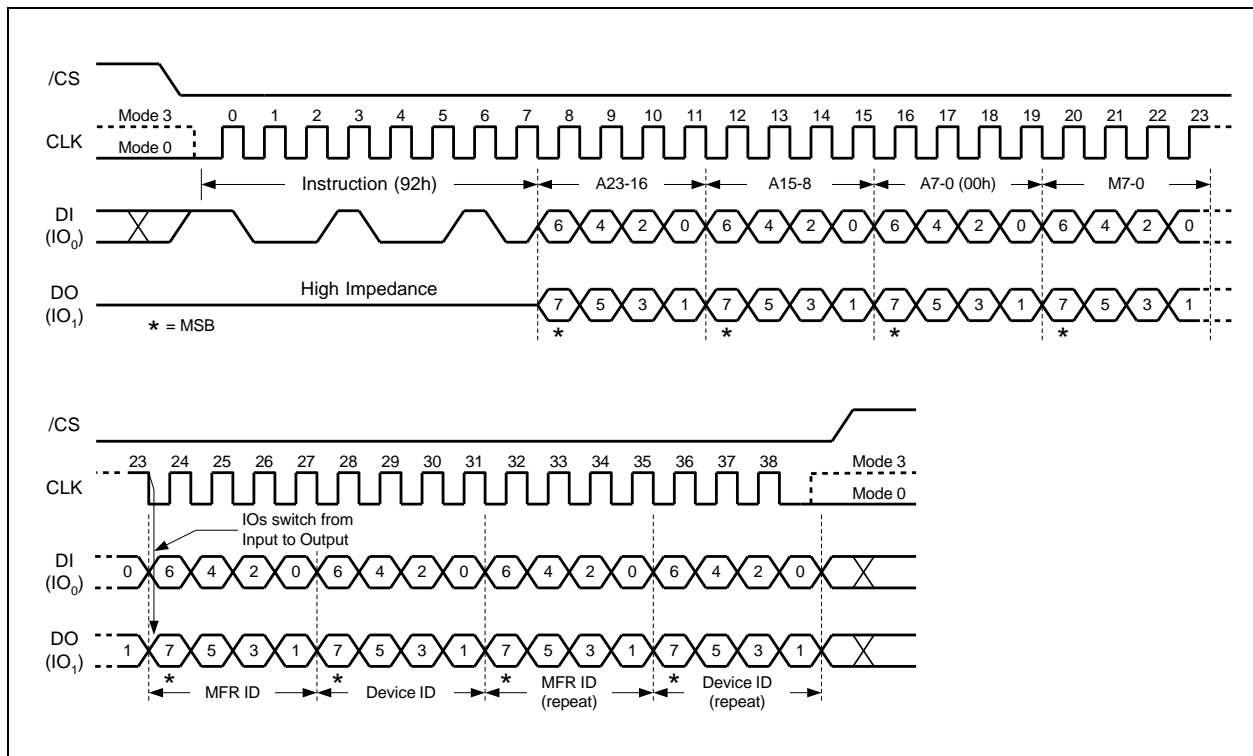 /CS
Mode 3 0 1 2 3 4 5 6 7 8 9 10 11 12 13 14 15 16 17 18 19 20 21 22 23
CLK
Mode 0
Instruction (92h) A23-16 A15-8 A7-0 (00h) M7-0
DI
(IO0)
6 4 2 0 6 4 2 0 6 4 2 0 6 4 2 0
High Impedance
DO
(IO1)
7 5 3 1 7 5 3 1 7 5 3 1 7 5 3 1
* = MSB * * * *
/CS
23 24 25 26 27 28 29 30 31 32 33 34 35 36 37 38 Mode 3
CLK
Mode 0
IOs switch from
Input to Output
DI
(IO0)
0 6 4 2 0 6 4 2 0 6 4 2 0 6 4 2 0
DO
(IO1)
1 7 5 3 1 7 5 3 1 7 5 3 1 7 5 3 1
* * * *
MFR ID Device ID MFR ID
(repeat)
Device ID
(repeat)